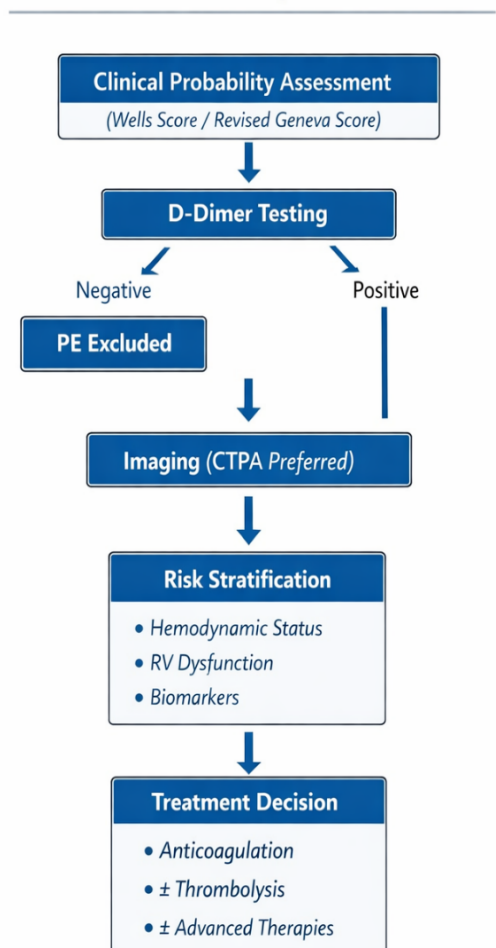 Clinical Probability Assessment
(Wells Score / Revised Geneva Score)
D-Dimer Testing
Negative
Positive
PE Excluded
Imaging (CTPA Preferred)
Risk Stratification
• Hemodynamic Status
• RV Dysfunction
• Biomarkers
Treatment Decision
• Anticoagulation
• ± Thrombolysis
• ± Advanced Therapies